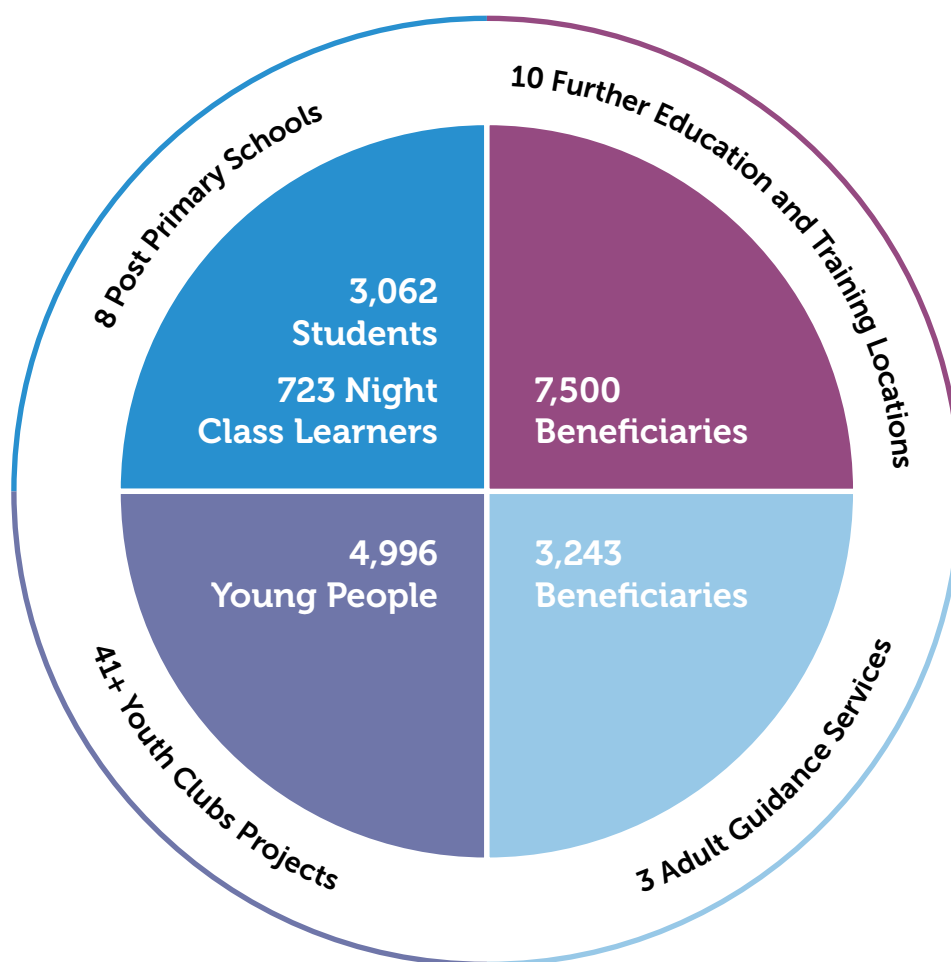 8 Post Primary Schools
3,062
Students
723 Night
Class Learners
10 Further Education and Training Locations
7,500
Beneficiaries
4,996
Young People
41+ Youth Clubs Projects
3,243
Beneficiaries
3 Adult Guidance Services